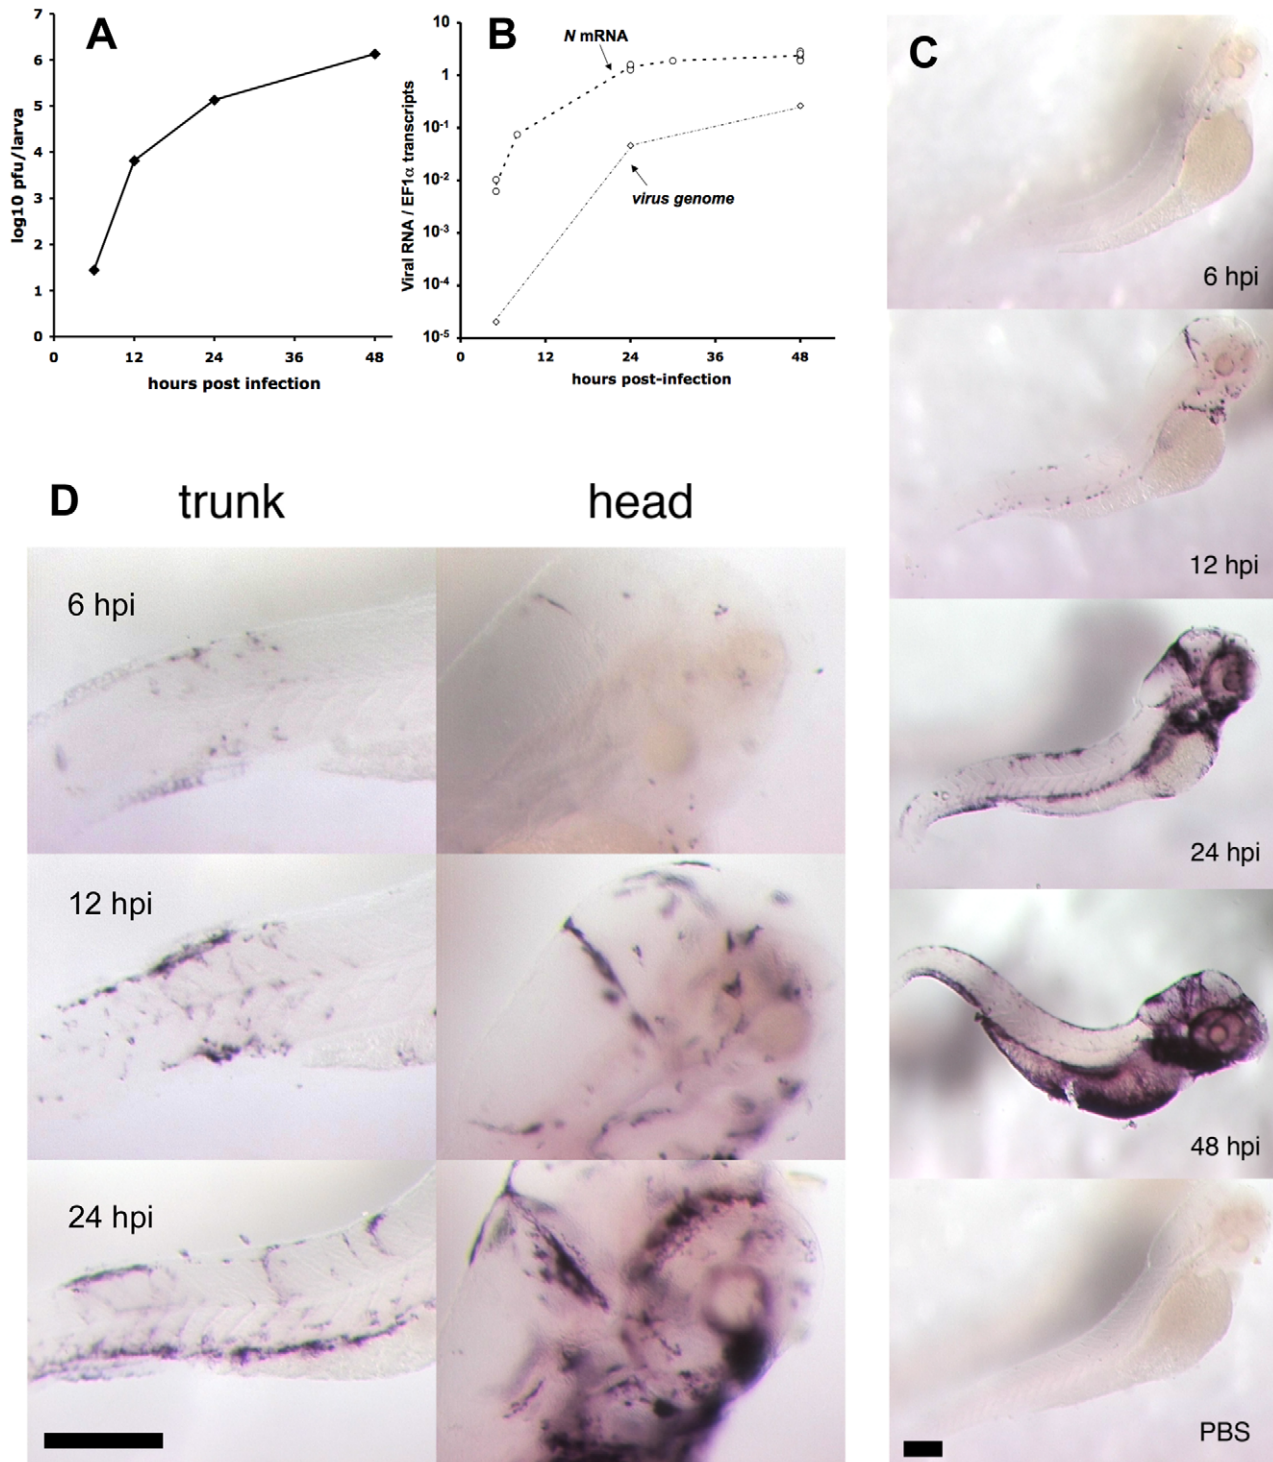 A
7
6
5
4
3
2
1
0
log10 pfu/larva
0 12 24 36 48
hours post infection
B
10
1
10-1
10-2
10-3
10-4
10-5
Viral RNA / EF1α transcripts
N mRNA
virus genome
0 12 24 36 48
hours post-infection
C
6 hpi
12 hpi
24 hpi
48 hpi
PBS
D
trunk head
6 hpi
12 hpi
24 hpi